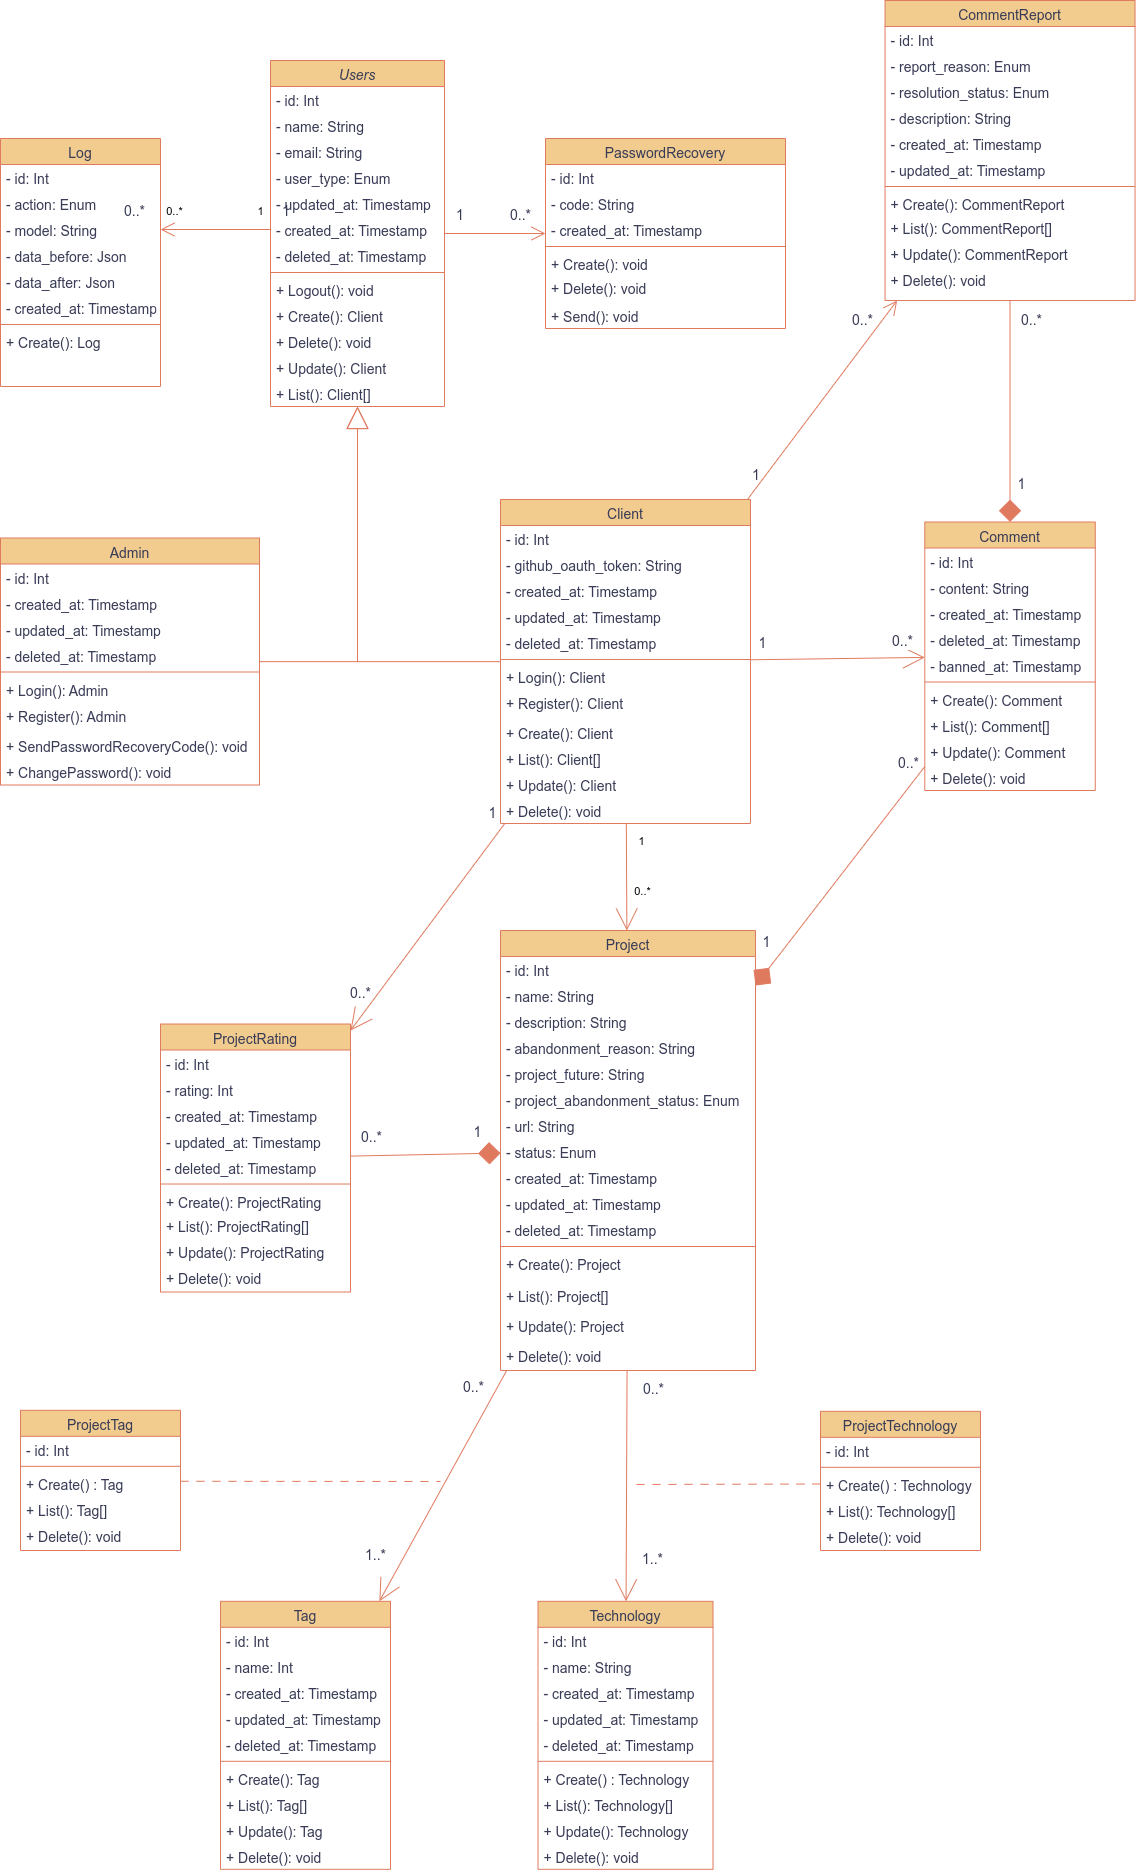 CommentReport
- id: Int
- report_reason: Enum
- resolution_status: Enum
- description: String
- created_at: Timestamp
- updated_at: Timestamp
+ Create(): CommentReport
+ List(): CommentReport[]
+ Update(): CommentReport
+ Delete(): void
Users
- id: Int
- name: String
- email: String
- user_type: Enum
- updated_at: Timestamp
- created_at: Timestamp
- deleted_at: Timestamp
+ Logout(): void
+ Create(): Client
+ Delete(): void
+ Update(): Client
+ List(): Client[]
Log
- id: Int
- action: Enum
- model: String
- data_before: Json
- data_after: Json
- created_at: Timestamp
+ Create(): Log
0..*
0..*
1
1
PasswordRecovery
- id: Int
- code: String
- created_at: Timestamp
+ Create(): void
+ Delete(): void
+ Send(): void
1
0..*
0..*
1
0..*
1
Client
- id: Int
- github_oauth_token: String
- created_at: Timestamp
- updated_at: Timestamp
- deleted_at: Timestamp
+ Login(): Client
+ Register(): Client
+ Create(): Client
+ List(): Client[]
+ Update(): Client
+ Delete(): void
Comment
- id: Int
- content: String
- created_at: Timestamp
- deleted_at: Timestamp
- banned_at: Timestamp
+ Create(): Comment
+ List(): Comment[]
+ Update(): Comment
+ Delete(): void
Admin
- id: Int
- created_at: Timestamp
- updated_at: Timestamp
- deleted_at: Timestamp
+ Login(): Admin
+ Register(): Admin
+ SendPasswordRecoveryCode(): void
+ ChangePassword(): void
1
0..*
0..*
1
1
0..*
1
0..*
Project
- id: Int
- name: String
- description: String
- abandonment_reason: String
- project_future: String
- project_abandonment_status: Enum
- url: String
- status: Enum
- created_at: Timestamp
- updated_at: Timestamp
- deleted_at: Timestamp
+ Create(): Project
+ List(): Project[]
+ Update(): Project
+ Delete(): void
ProjectRating
- id: Int
- rating: Int
- created_at: Timestamp
- updated_at: Timestamp
- deleted_at: Timestamp
+ Create(): ProjectRating
+ List(): ProjectRating[]
+ Update(): ProjectRating
+ Delete(): void
0..*
1
0..*
0..*
ProjectTag
- id: Int
+ Create() : Tag
+ List(): Tag[]
+ Delete(): void
ProjectTechnology
- id: Int
+ Create() : Technology
+ List(): Technology[]
+ Delete(): void
1..*
1..*
Tag
- id: Int
- name: Int
- created_at: Timestamp
- updated_at: Timestamp
- deleted_at: Timestamp
+ Create(): Tag
+ List(): Tag[]
+ Update(): Tag
+ Delete(): void
Technology
- id: Int
- name: String
- created_at: Timestamp
- updated_at: Timestamp
- deleted_at: Timestamp
+ Create() : Technology
+ List(): Technology[]
+ Update(): Technology
+ Delete(): void